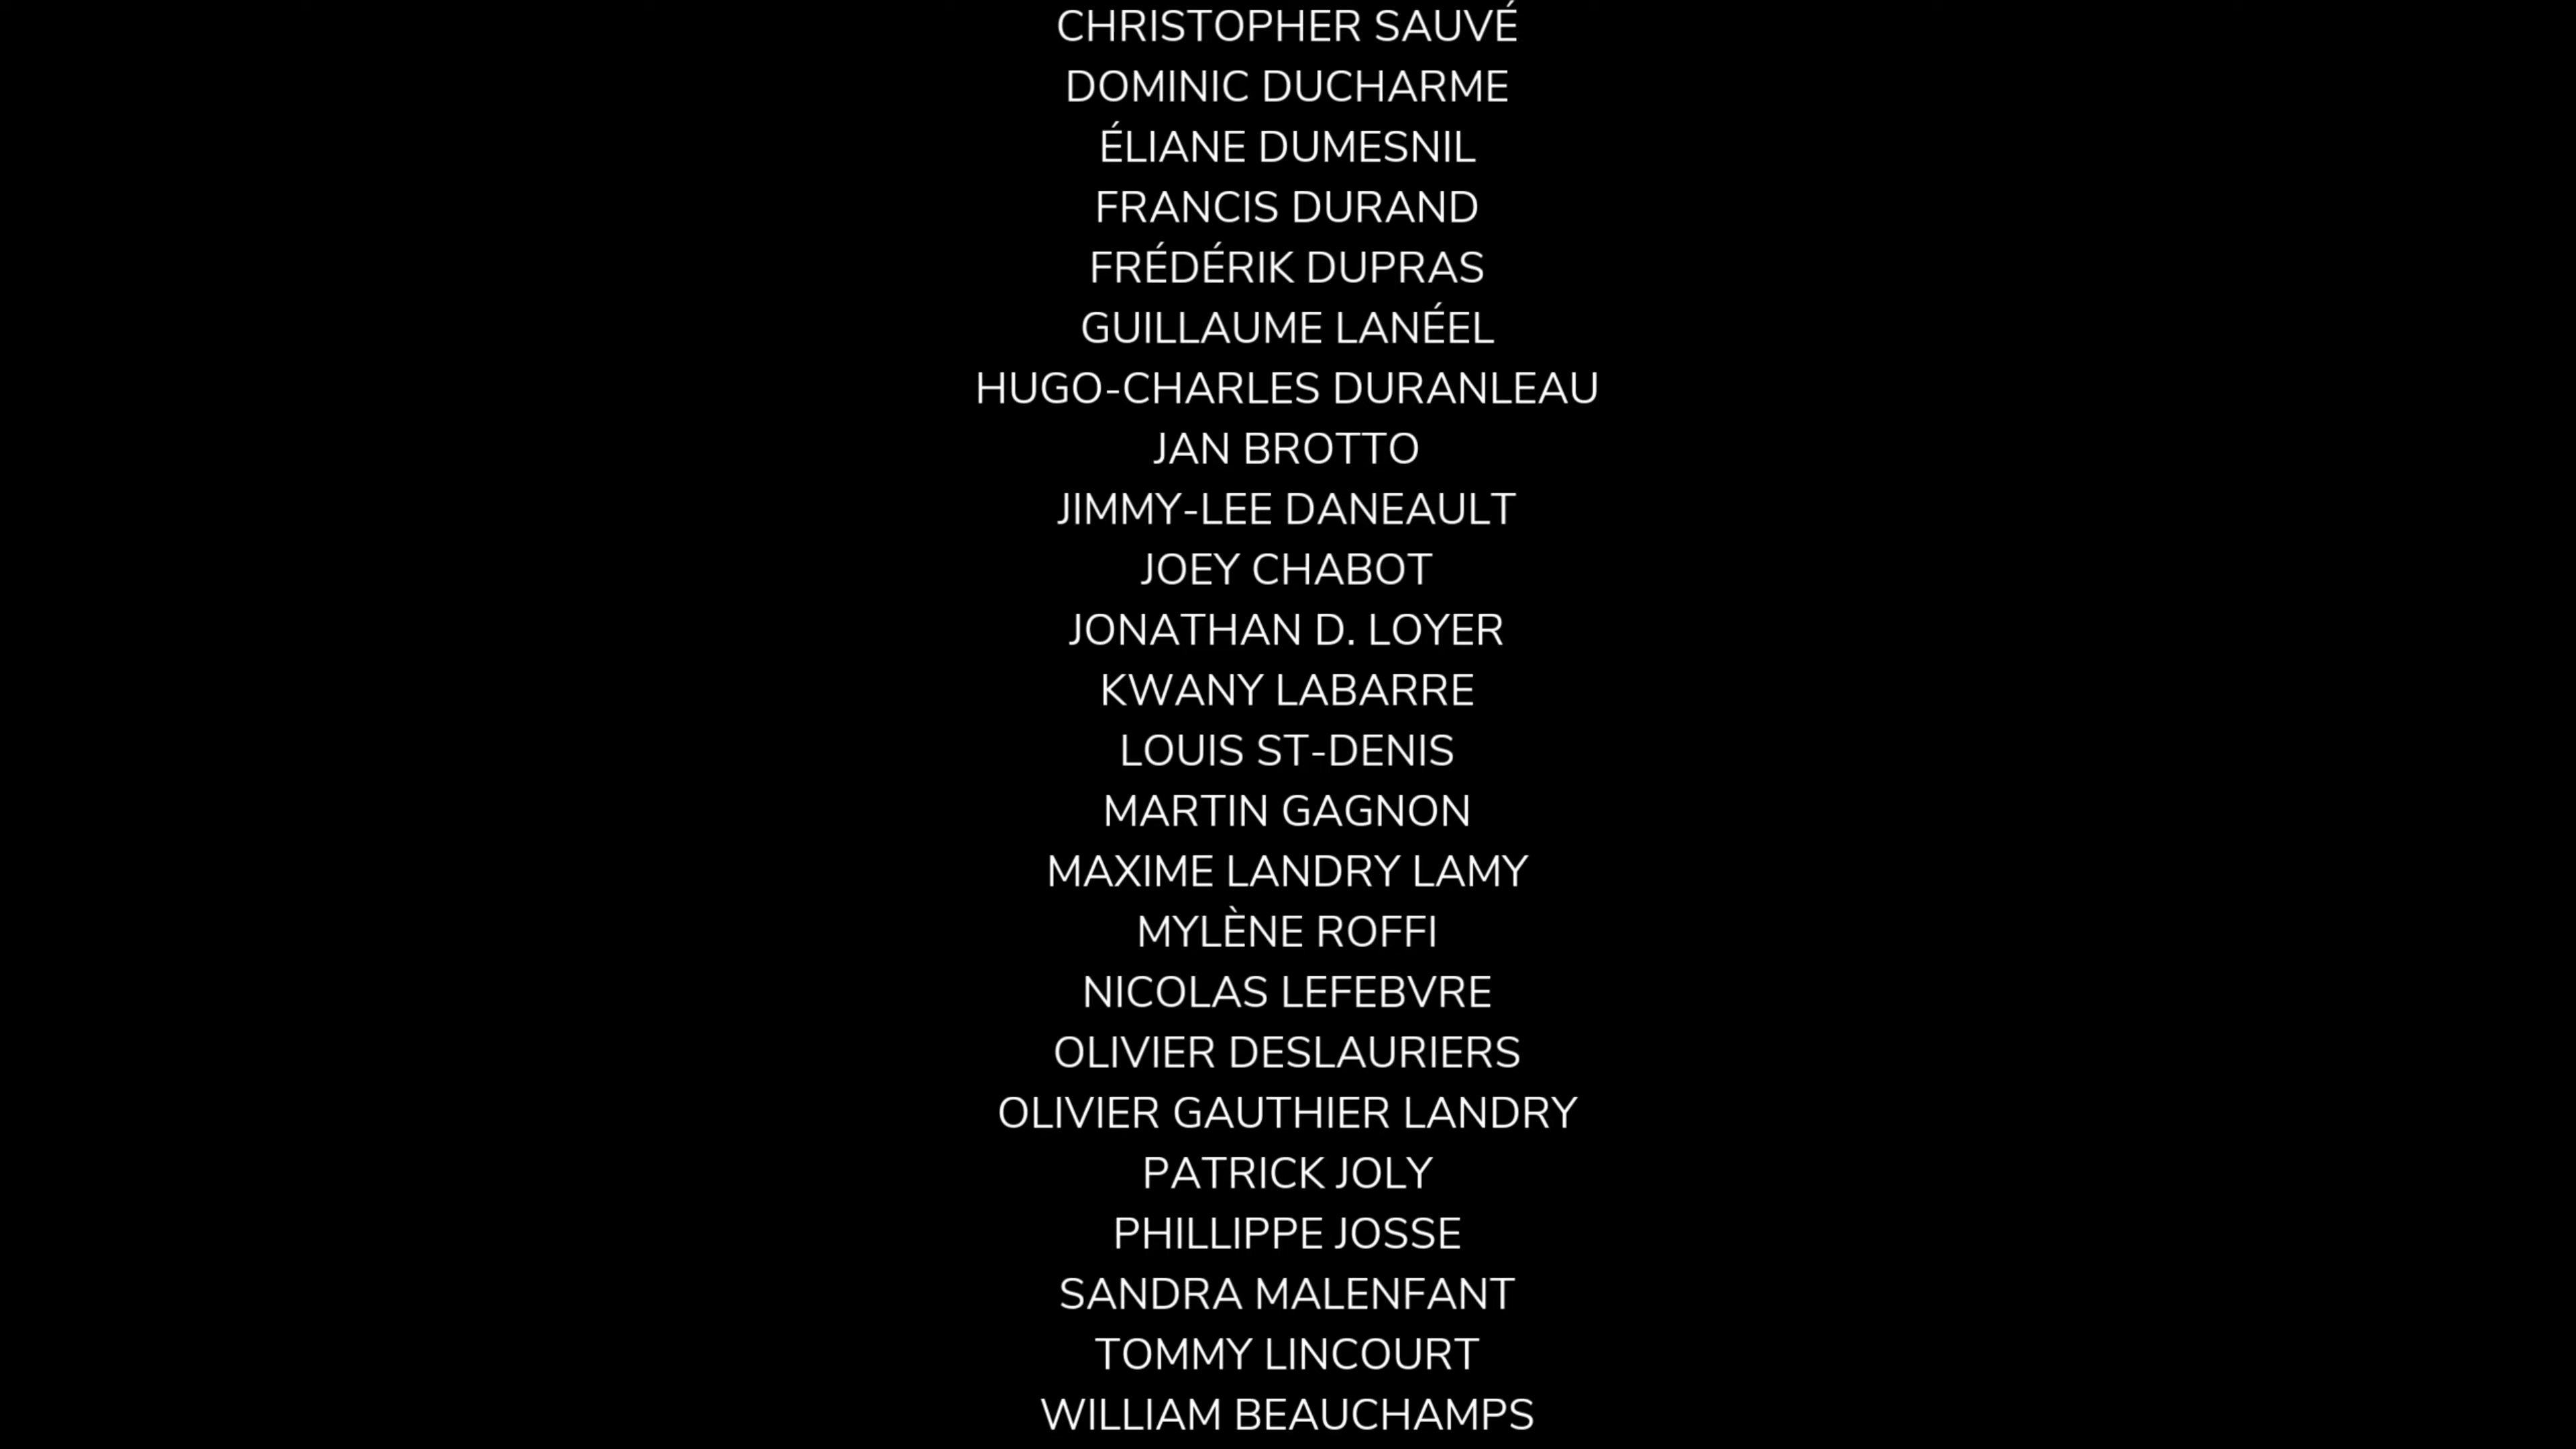 CHRISTOPHER SAUVÉ
DOMINIC DUCHARME
ÉLIANE DUMESNIL
FRANCIS DURAND
FRÉDÉRIK DUPRAS
GUILLAUME LANÉEL
HUGO-CHARLES DURANLEAU
JAN BROTTO
JIMMY-LEE DANEAULT
JOEY CHABOT
JONATHAN D. LOYER
KWANY LABARRE
LOUIS ST-DENIS
MARTIN GAGNON
MAXIME LANDRY LAMY
MYLÈNE ROFFI
NICOLAS LEFEBVRE
OLIVIER DESLAURIERS
OLIVIER GAUTHIER LANDRY
PATRICK JOLY
PHILLIPPE JOSSE
SANDRA MALENFANT
TOMMY LINCOURT
WILLIAM BEAUCHAMPS